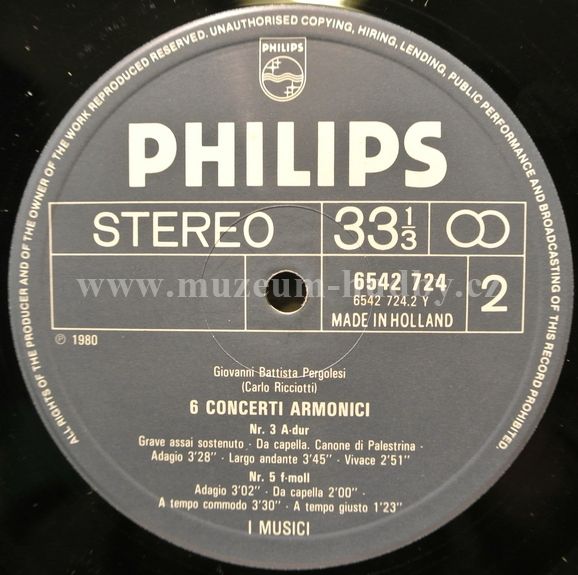 ALL RIGHTS OF THE PRODUCER AND OF THE OWNER OF THE WORK REPRODUCED RESERVED. UNAUTHORISED COPYING, HIRING, LENDING, PUBLIC PERFORMANCE AND BROADCASTING OF THIS RECORD PROHIBITED.
PHILIPS
PHILIPS
STEREO
33 1/3
6542 724
6542 724.2 Y
MADE IN HOLLAND
2
www.muzeum-hudby.cz
℗ 1980
Giovanni Battista Pergolesi
(Carlo Ricciotti)
6 CONCERTI ARMONICI
Nr. 3 A-dur
Grave assai sostenuto · Da capella. Canone di Palestrina ·
Adagio 3'28" · Largo andante 3'45" · Vivace 2'51"
Nr. 5 f-moll
Adagio 3'02" · Da capella 2'00" ·
A tempo commodo 3'30" · A tempo giusto 1'23"
I MUSICI